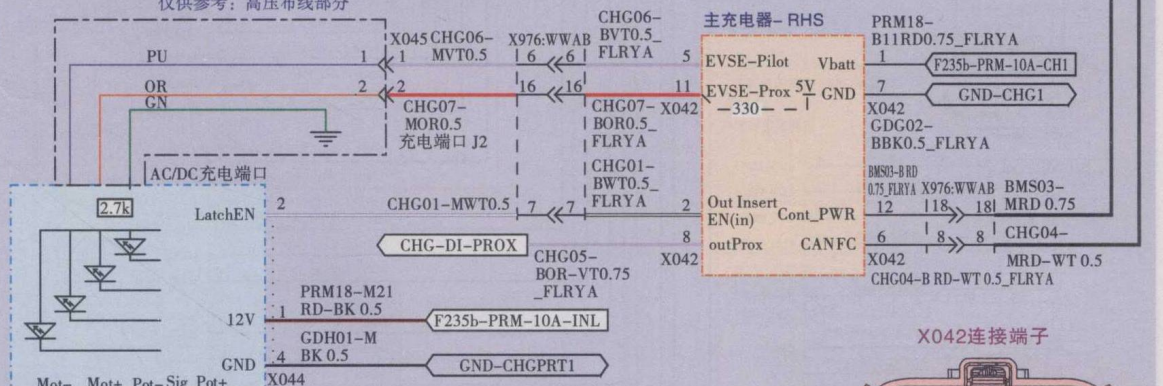 仅供参考：高压布线部分
PU
1
X045
1
CHG06-
MVT0.5
X976:WWAB
6
6
CHG06-
BVT0.5_
FLRYA
OR
2
2
GN
CHG07-
MOR0.5
充电端口 J2
16
16
CHG07-
BOR0.5_
FLRYA
主充电器-RHS
5
EVSE-Pilot
Vbatt
1
11
EVSE-Prox
5V
GND
7
X042
330
PRM18-
B11RD0.75_FLRYA
F235b-PRM-10A-CH1
GND-CHG1
X042
GDG02-
BBK0.5_FLRYA
AC/DC充电端口
2.7k
LatchEN
2
CHG01-MWT0.5
7
7
CHG01-
BWT0.5_
FLRYA
2
Out Insert
EN(in)
Cont_PWR
12
BMS03-BRD
0.75_FLRYA
X976:WWAB
18
18
BMS03-
MRD 0.75
CHG-DI-PROX
8
outProx
X042
CANFC
6
8
8
CHG04-
MRD-WT 0.5
X042
CHG04-B RD-WT 0.5_FLRYA
CHG05-
BOR-VT0.75
_FLRYA
12V
1
PRM18-M21
RD-BK 0.5
F235b-PRM-10A-INL
GND
4
GDH01-M
BK 0.5
GND-CHGPRT1
X044
Mot- Mot+ Pot- Sig Pot+
X042连接端子